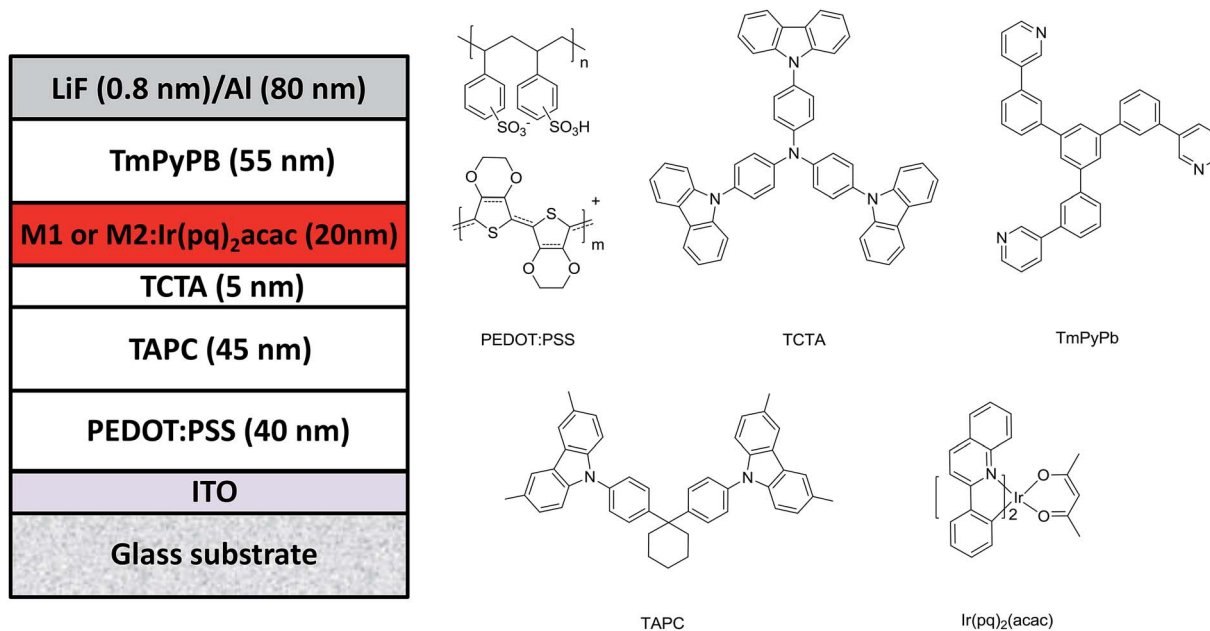 LiF (0.8 nm)/Al (80 nm)
TmPyPB (55 nm)
M1 or M2:Ir(pq)2acac (20nm)
TCTA (5 nm)
TAPC (45 nm)
PEDOT:PSS (40 nm)
ITO
Glass substrate
n
SO3-
SO3H
O
O
S
S
+
m
O
O
PEDOT:PSS
N
N
N
N
TCTA
N
N
N
TmPyPb
N
N
TAPC
N
Ir
2
O
O
Ir(pq)2(acac)